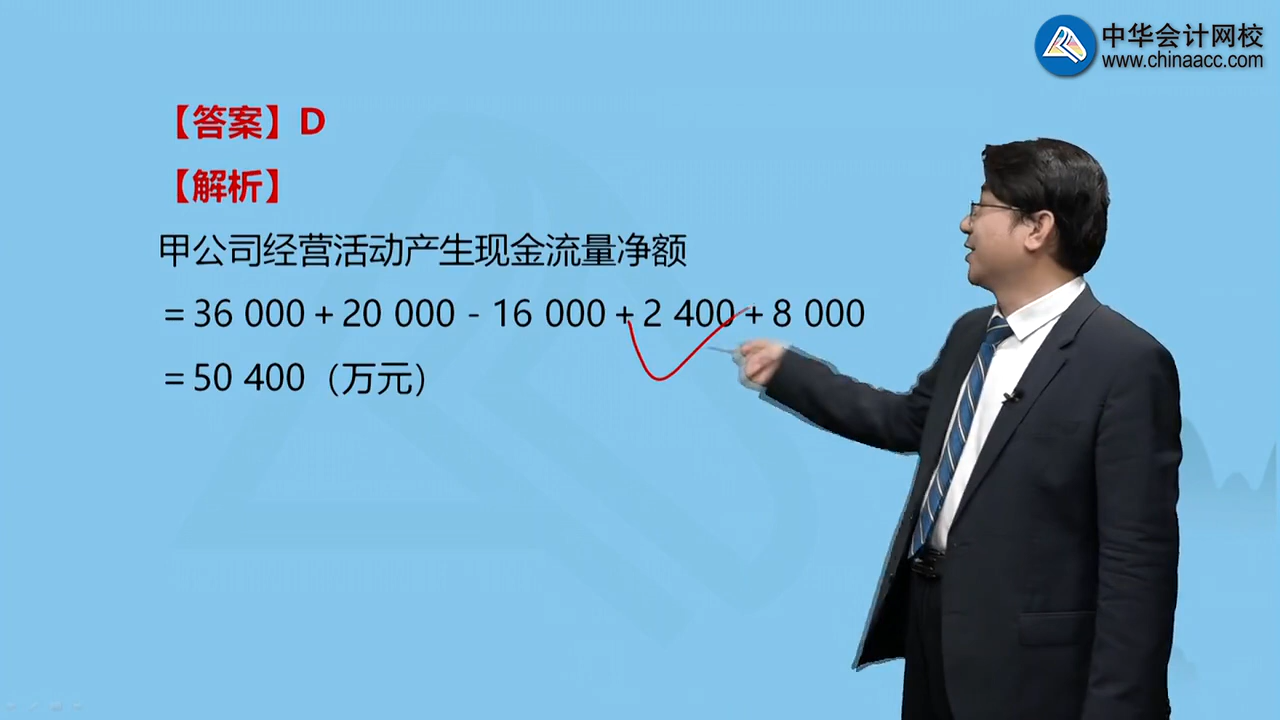 中华会计网校
www.chinaacc.com
【答案】D
【解析】
甲公司经营活动产生现金流量净额
＝36 000＋20 000－16 000＋2 400＋8 000
＝50 400（万元）